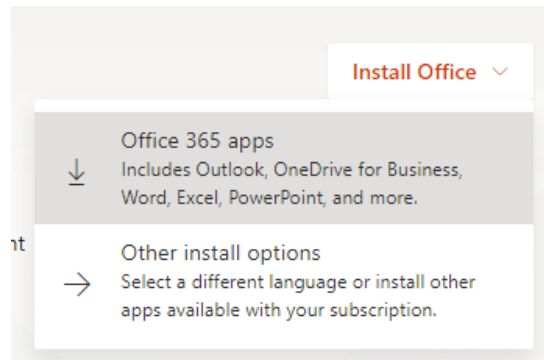 Install Office
Office 365 apps
Includes Outlook, OneDrive for Business,
Word, Excel, PowerPoint, and more.
nt
Other install options
Select a different language or install other
apps available with your subscription.